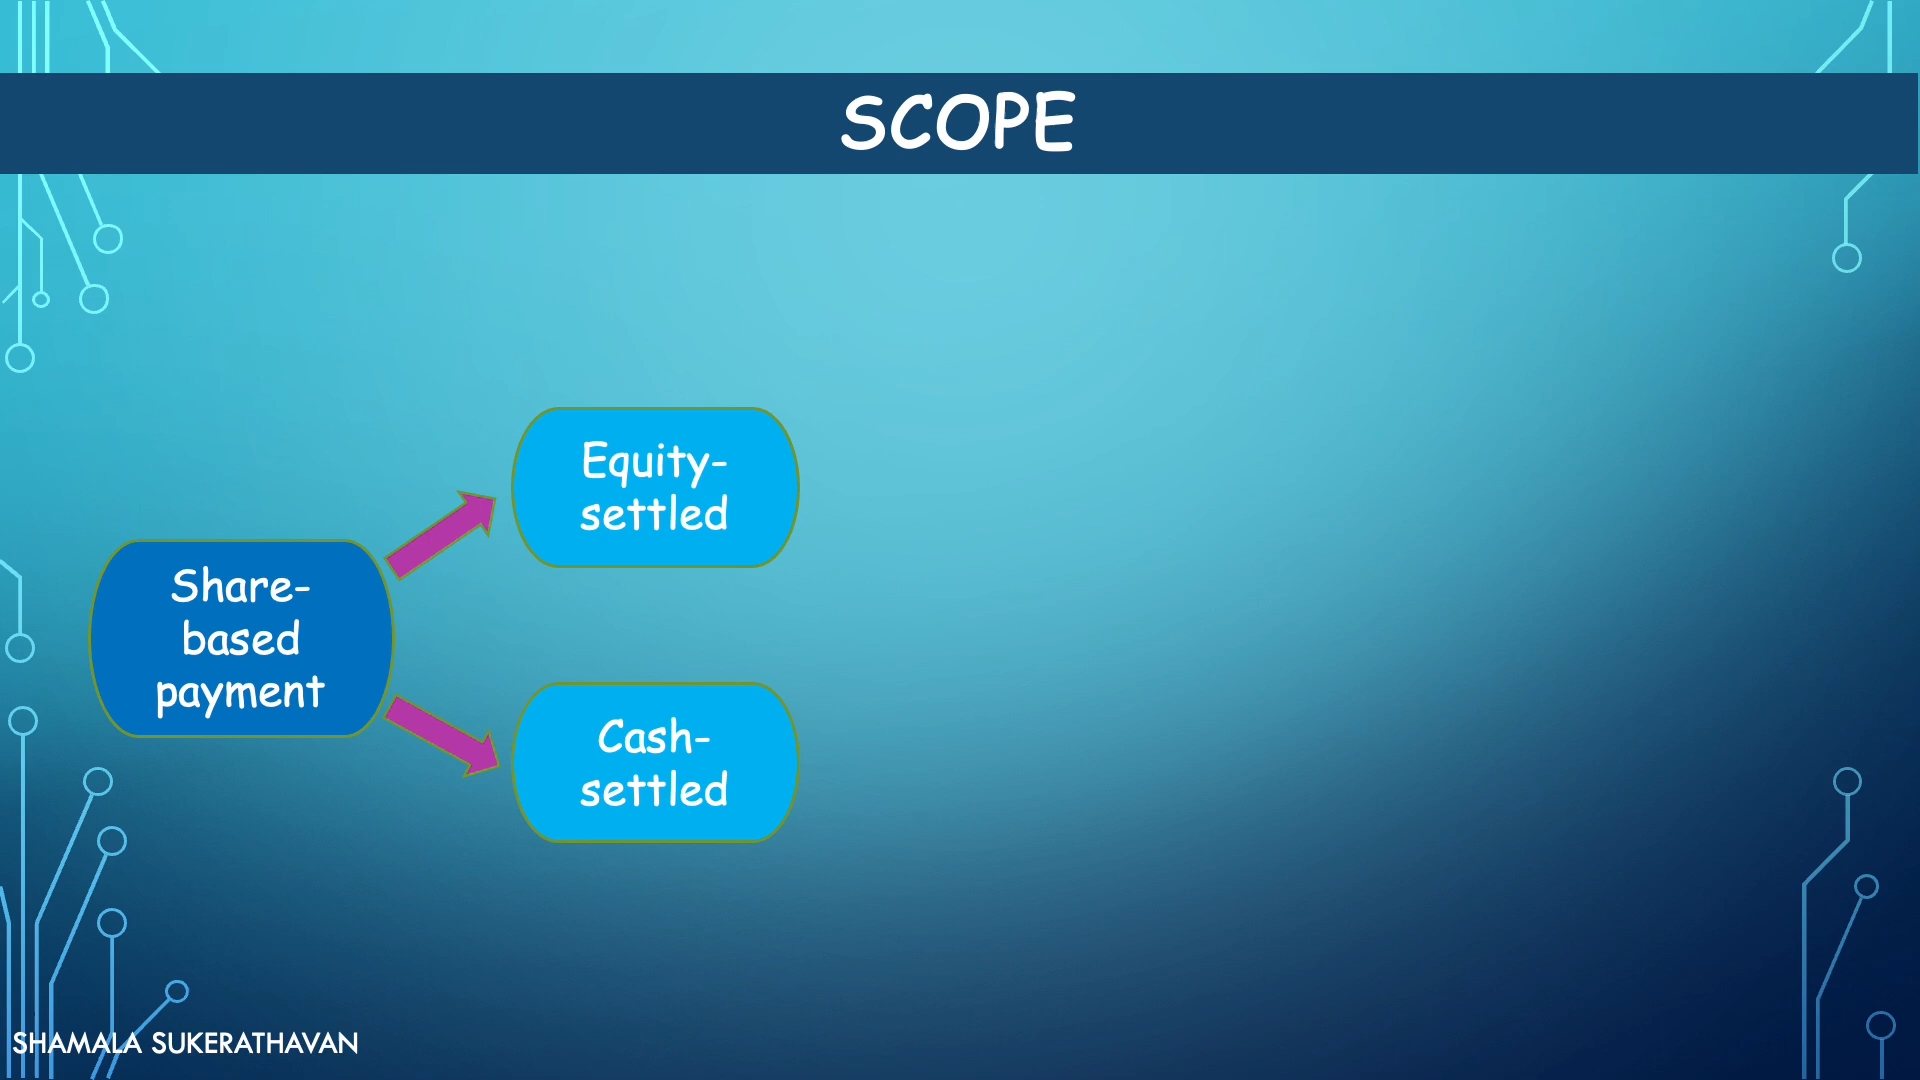 SCOPE
Equity-
settled
Share-
based
payment
Cash-
settled
SHAMALA SUKERATHAVAN